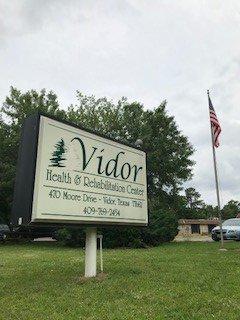 Vidor
Health & Rehabilitation Center
470 Moore Drive - Vidor, Texas 77662
409-769-2454